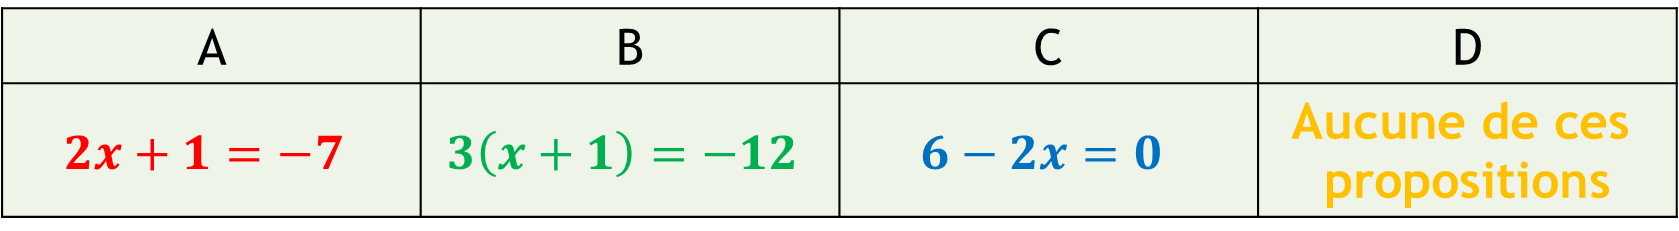 A B C D
2x + 1 = −7 3(x + 1) = −12 6 − 2x = 0 Aucune de ces
propositions